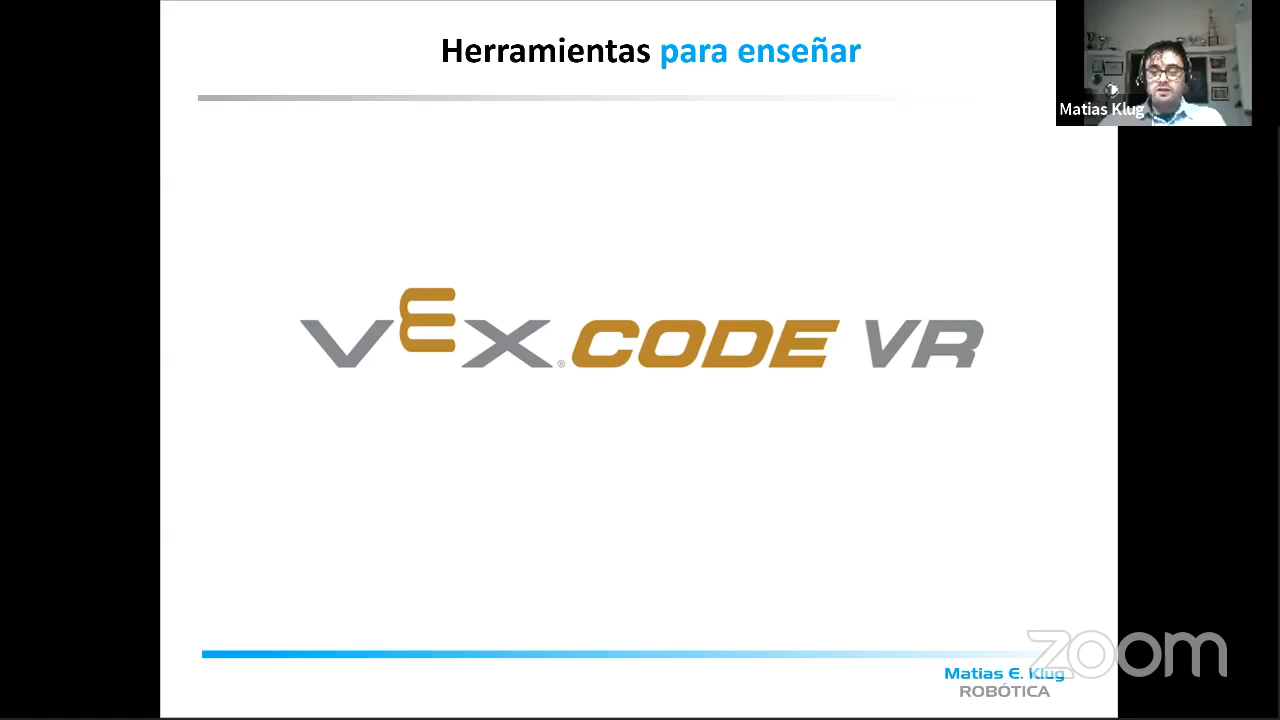 Herramientas para enseñar
Matias Klug
VEX® CODE VR
zoom
Matias E. Klug
ROBÓTICA